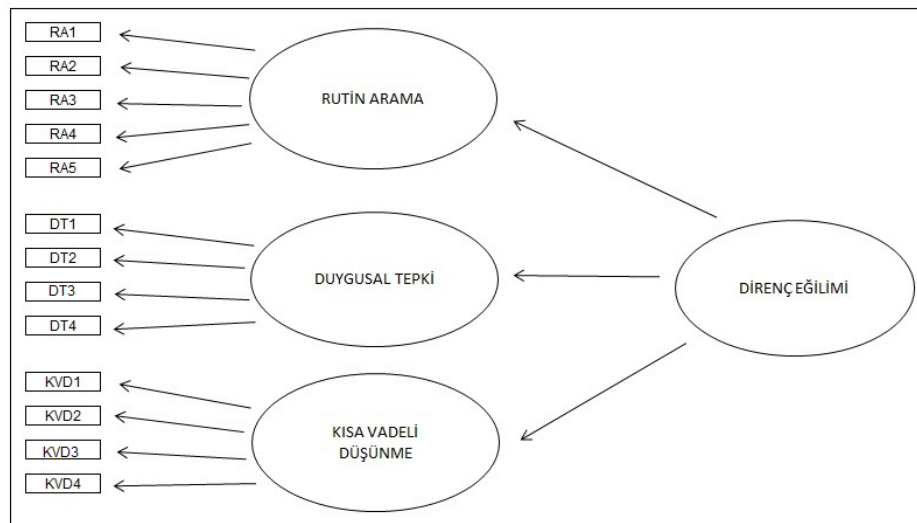 RA1
RA2
RA3
RA4
RA5
RUTİN ARAMA
DT1
DT2
DT3
DT4
DUYGUSAL TEPKİ
DİRENÇ EĞİLİMİ
KVD1
KVD2
KVD3
KVD4
KISA VADELİ
DÜŞÜNME